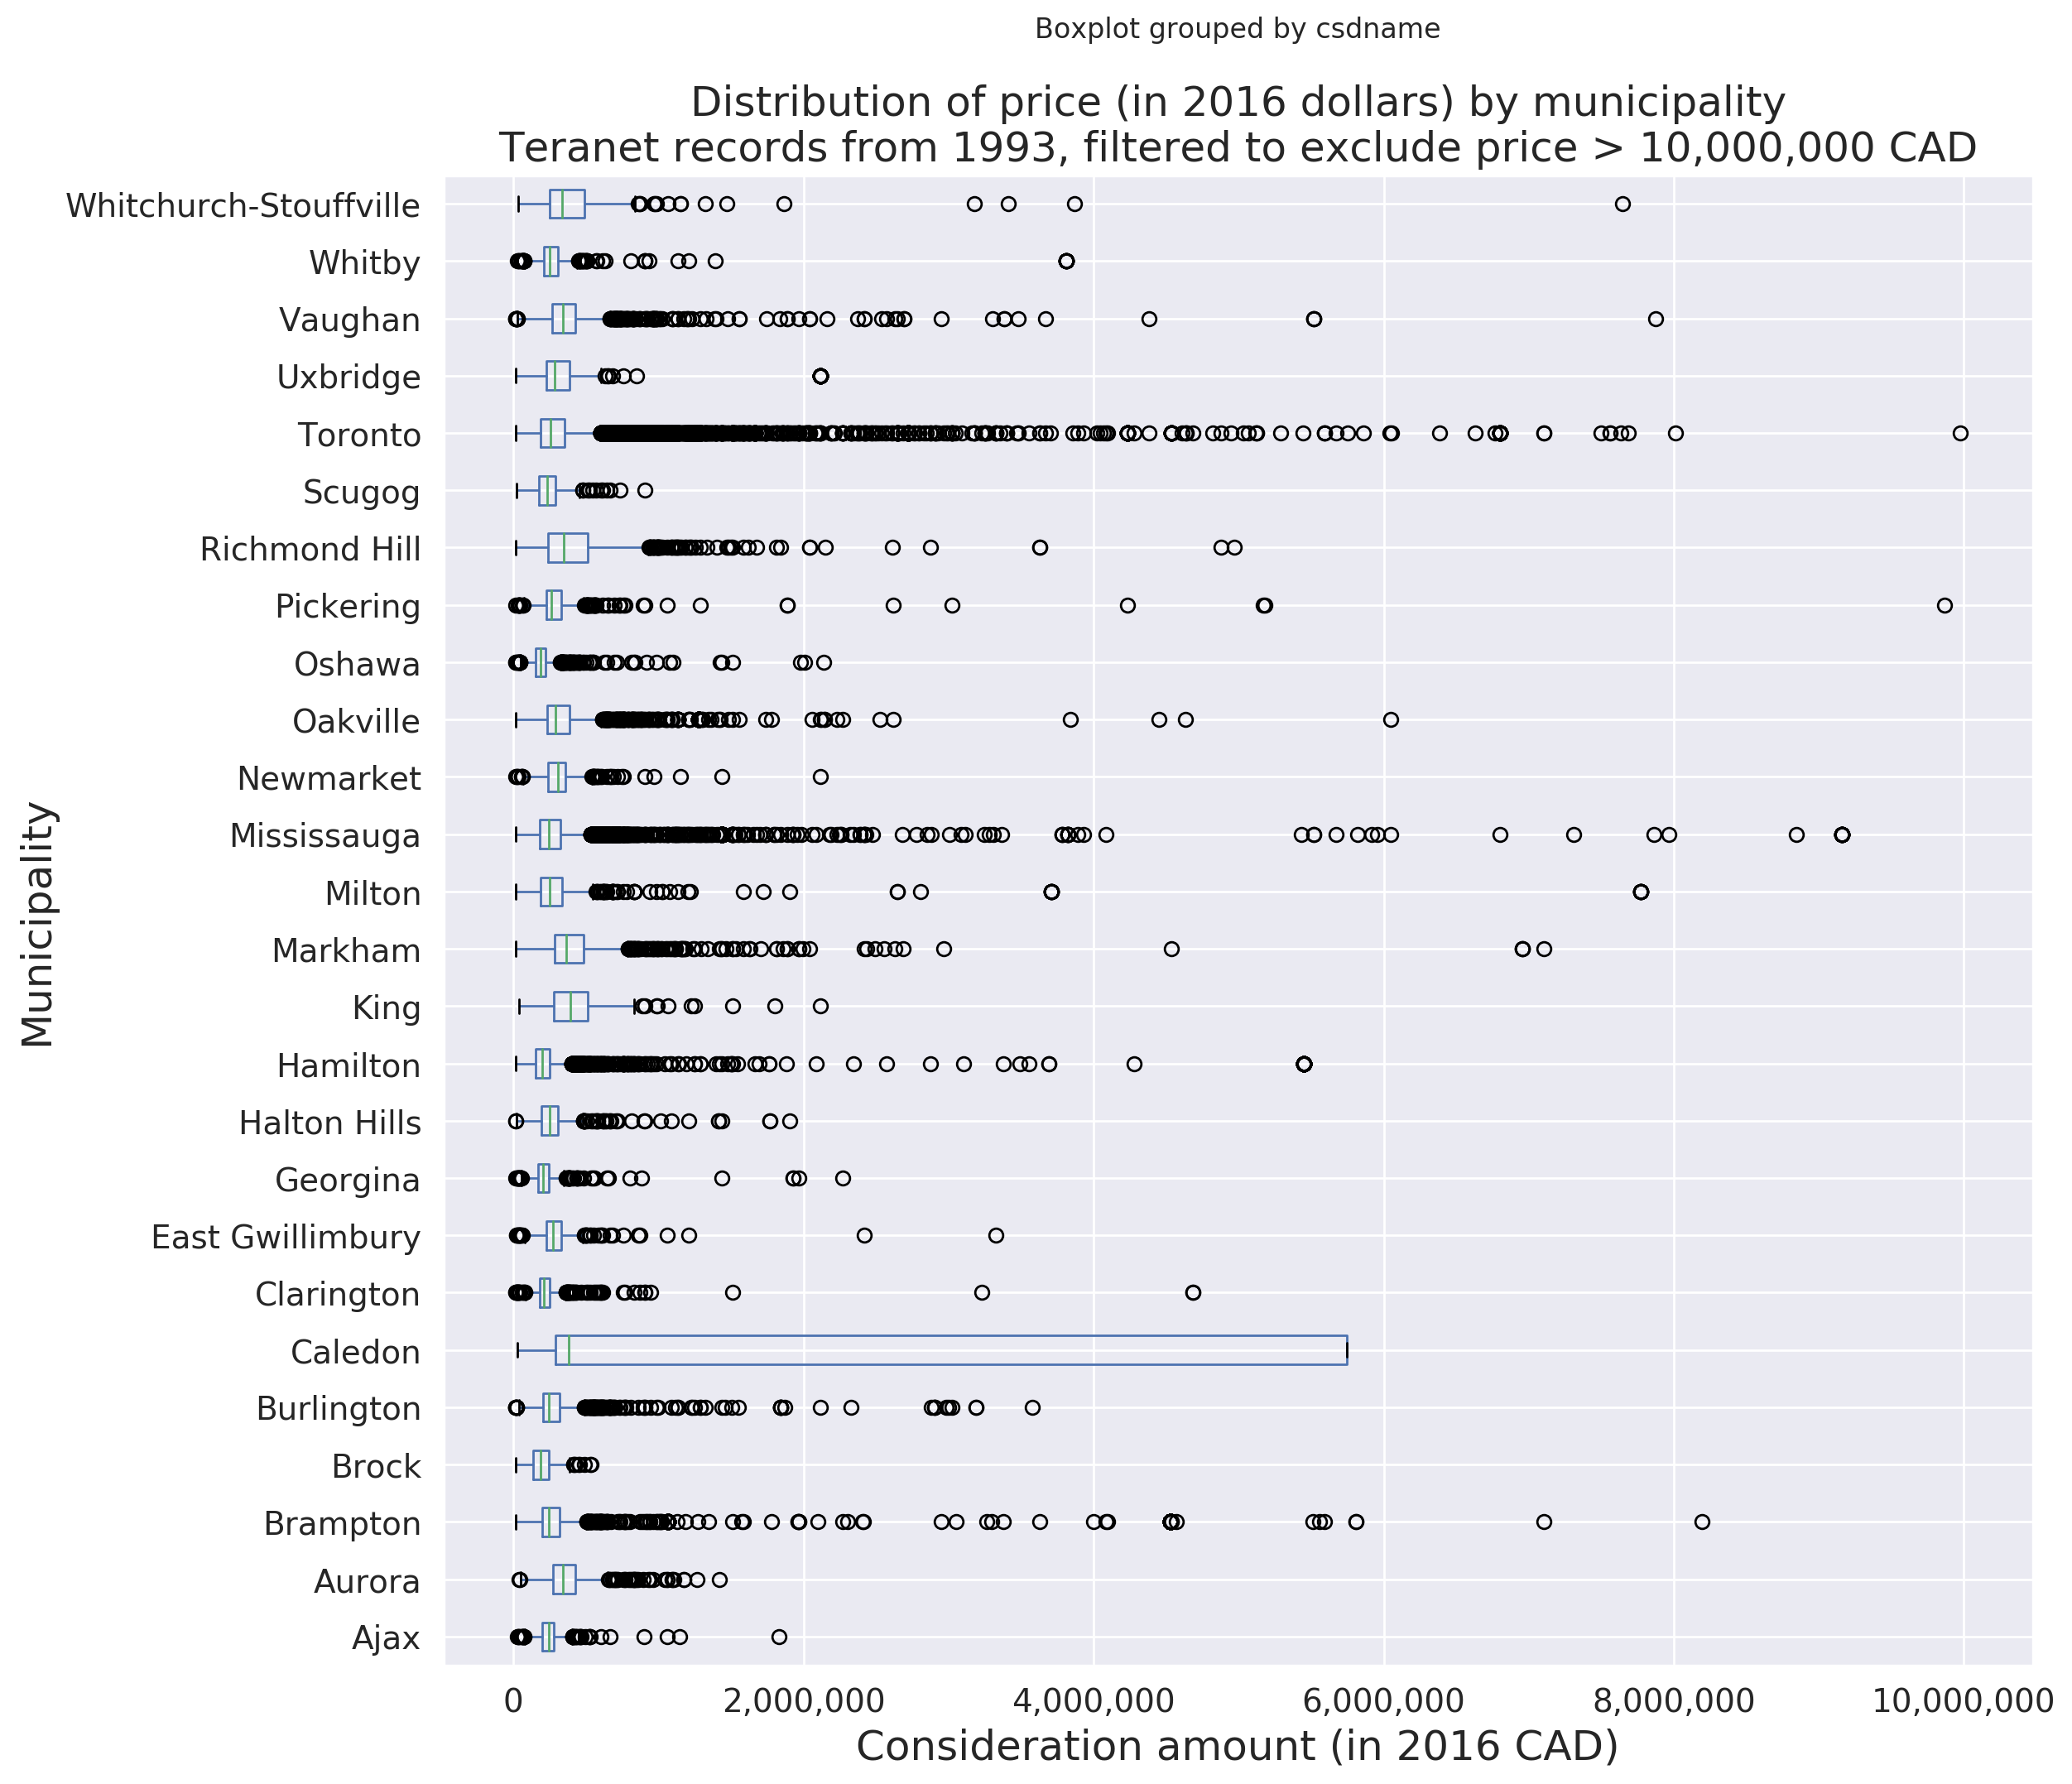 Boxplot grouped by csdname
Distribution of price (in 2016 dollars) by municipality
Teranet records from 1993, filtered to exclude price > 10,000,000 CAD
Whitchurch-Stouffville
Whitby
Vaughan
Uxbridge
Toronto
Scugog
Richmond Hill
Pickering
Oshawa
Oakville
Newmarket
Mississauga
Milton
Markham
King
Hamilton
Halton Hills
Georgina
East Gwillimbury
Clarington
Caledon
Burlington
Brock
Brampton
Aurora
Ajax
Municipality
0 2,000,000 4,000,000 6,000,000 8,000,000 10,000,000
Consideration amount (in 2016 CAD)